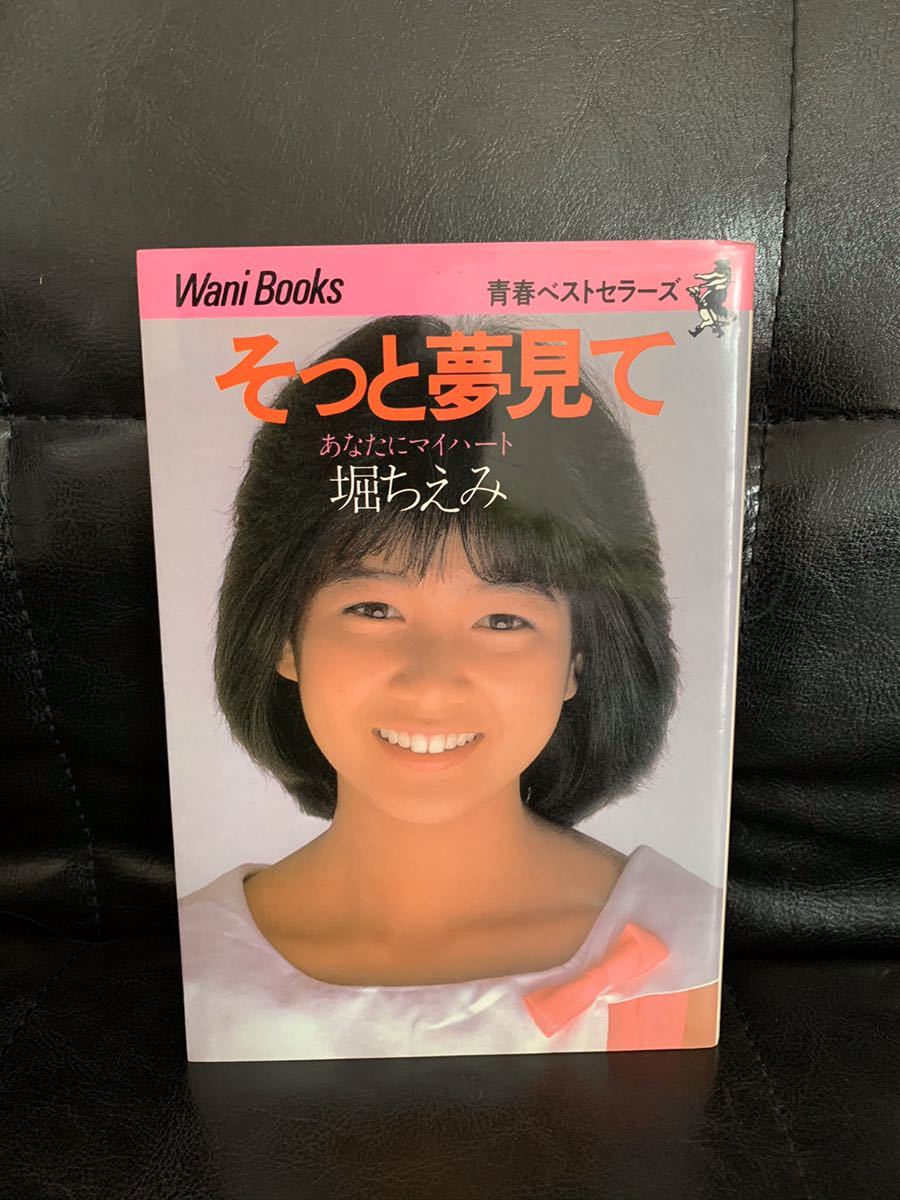 Wani Books
青春ベストセラーズ
そっと夢見て
あなたにマイハート
堀ちえみ